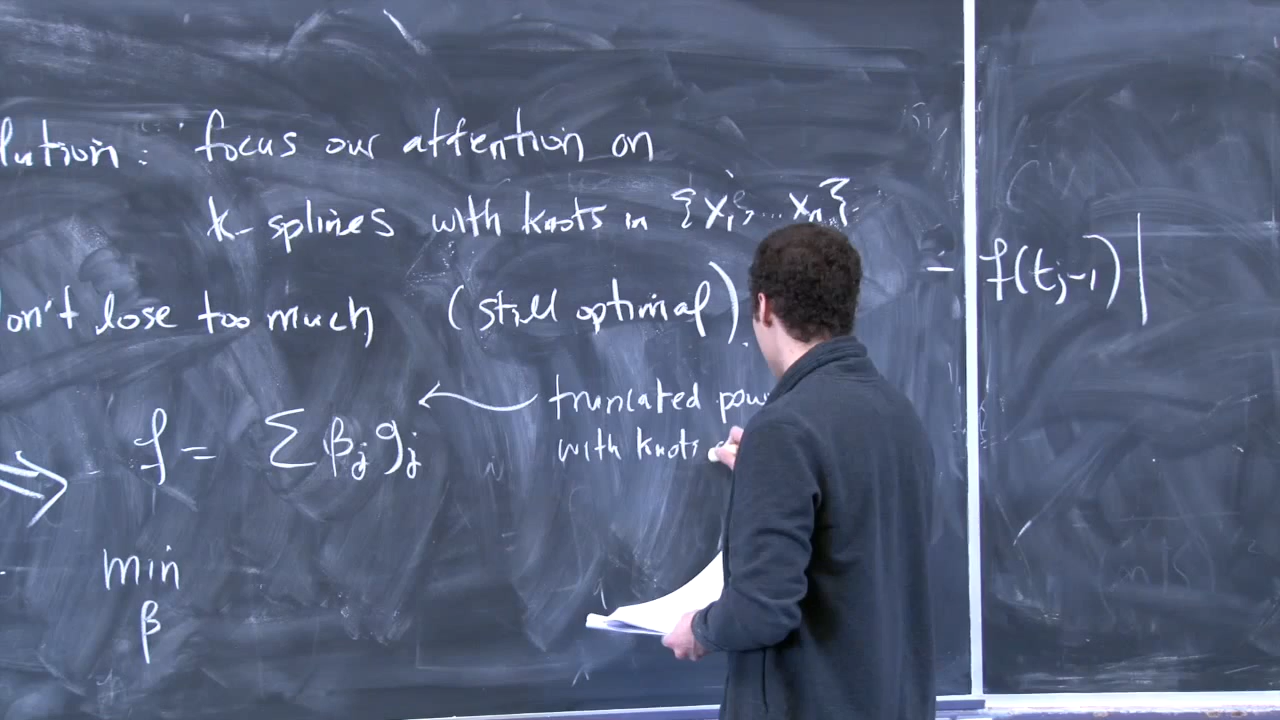 lution: focus our attention on
k-splines with knots in {x₁, ... xₙ}
on't lose too much (still optimal).
- f(tⱼ₋₁)|
⇒ f = Σ βⱼ gⱼ ← truncated pow
with knots
min
β